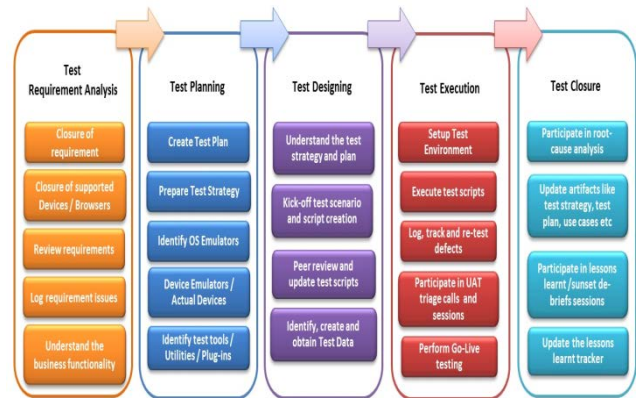 Test
Requirement Analysis
Closure of
requirement
Closure of supported
Devices / Browsers
Review requirements
Log requirement issues
Understand the
business functionality
Test Planning
Create Test Plan
Prepare Test Strategy
Identify OS Emulators
Device Emulators /
Actual Devices
Identify test tools /
Utilities / Plug-ins
Test Designing
Understand the test
strategy and plan
Kick-off test scenario
and script creation
Peer review and
update test scripts
Identify, create and
obtain Test Data
Test Execution
Setup Test
Environment
Execute test scripts
Log, track and re-test
defects
Participate in UAT
triage calls and
sessions
Perform Go-Live
testing
Test Closure
Participate in root-
cause analysis
Update artifacts like
test strategy, test
plan, use cases etc
Participate in lessons
learnt /sunset de-
briefs sessions
Update the lessons
learnt tracker